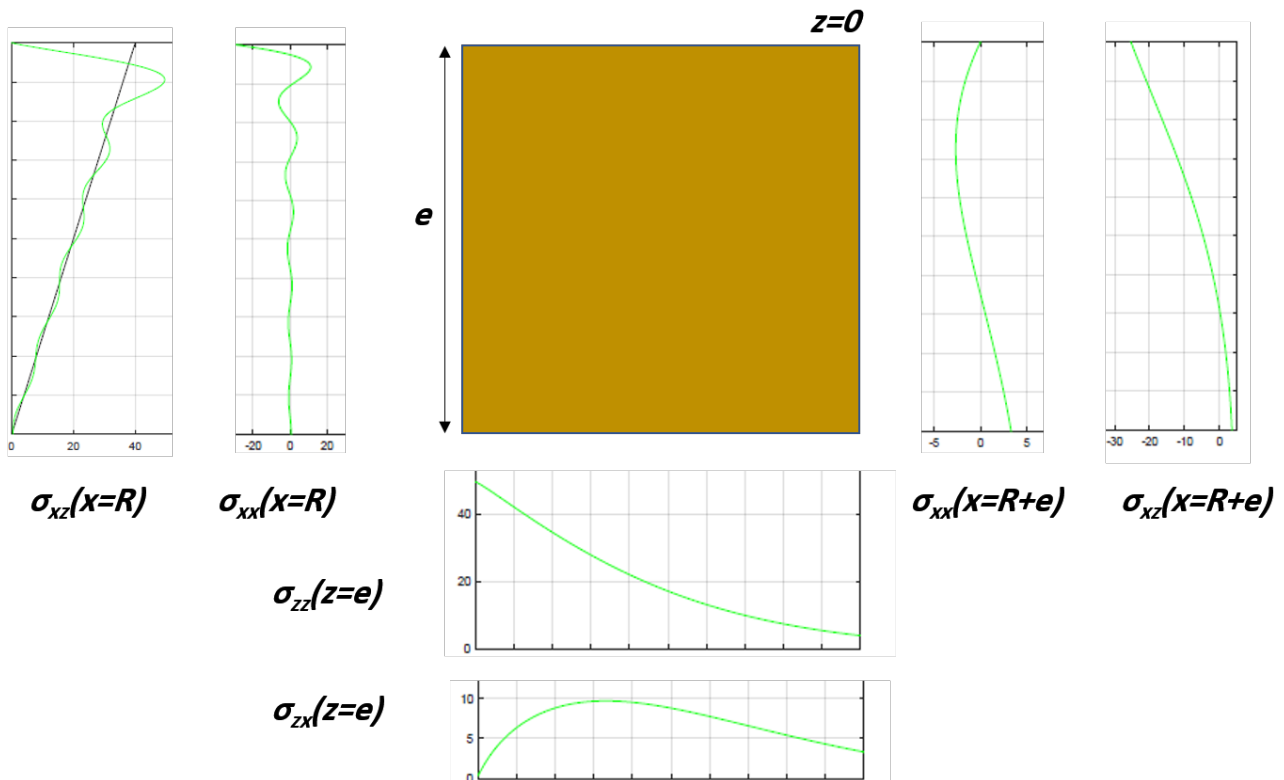 z=0
e
0 20 40
-20 0 20
-5 0 5
-30 -20 -10 0
σxz(x=R)
σxx(x=R)
σxx(x=R+e)
σxz(x=R+e)
40
20
0
σzz(z=e)
10
5
0
σzx(z=e)